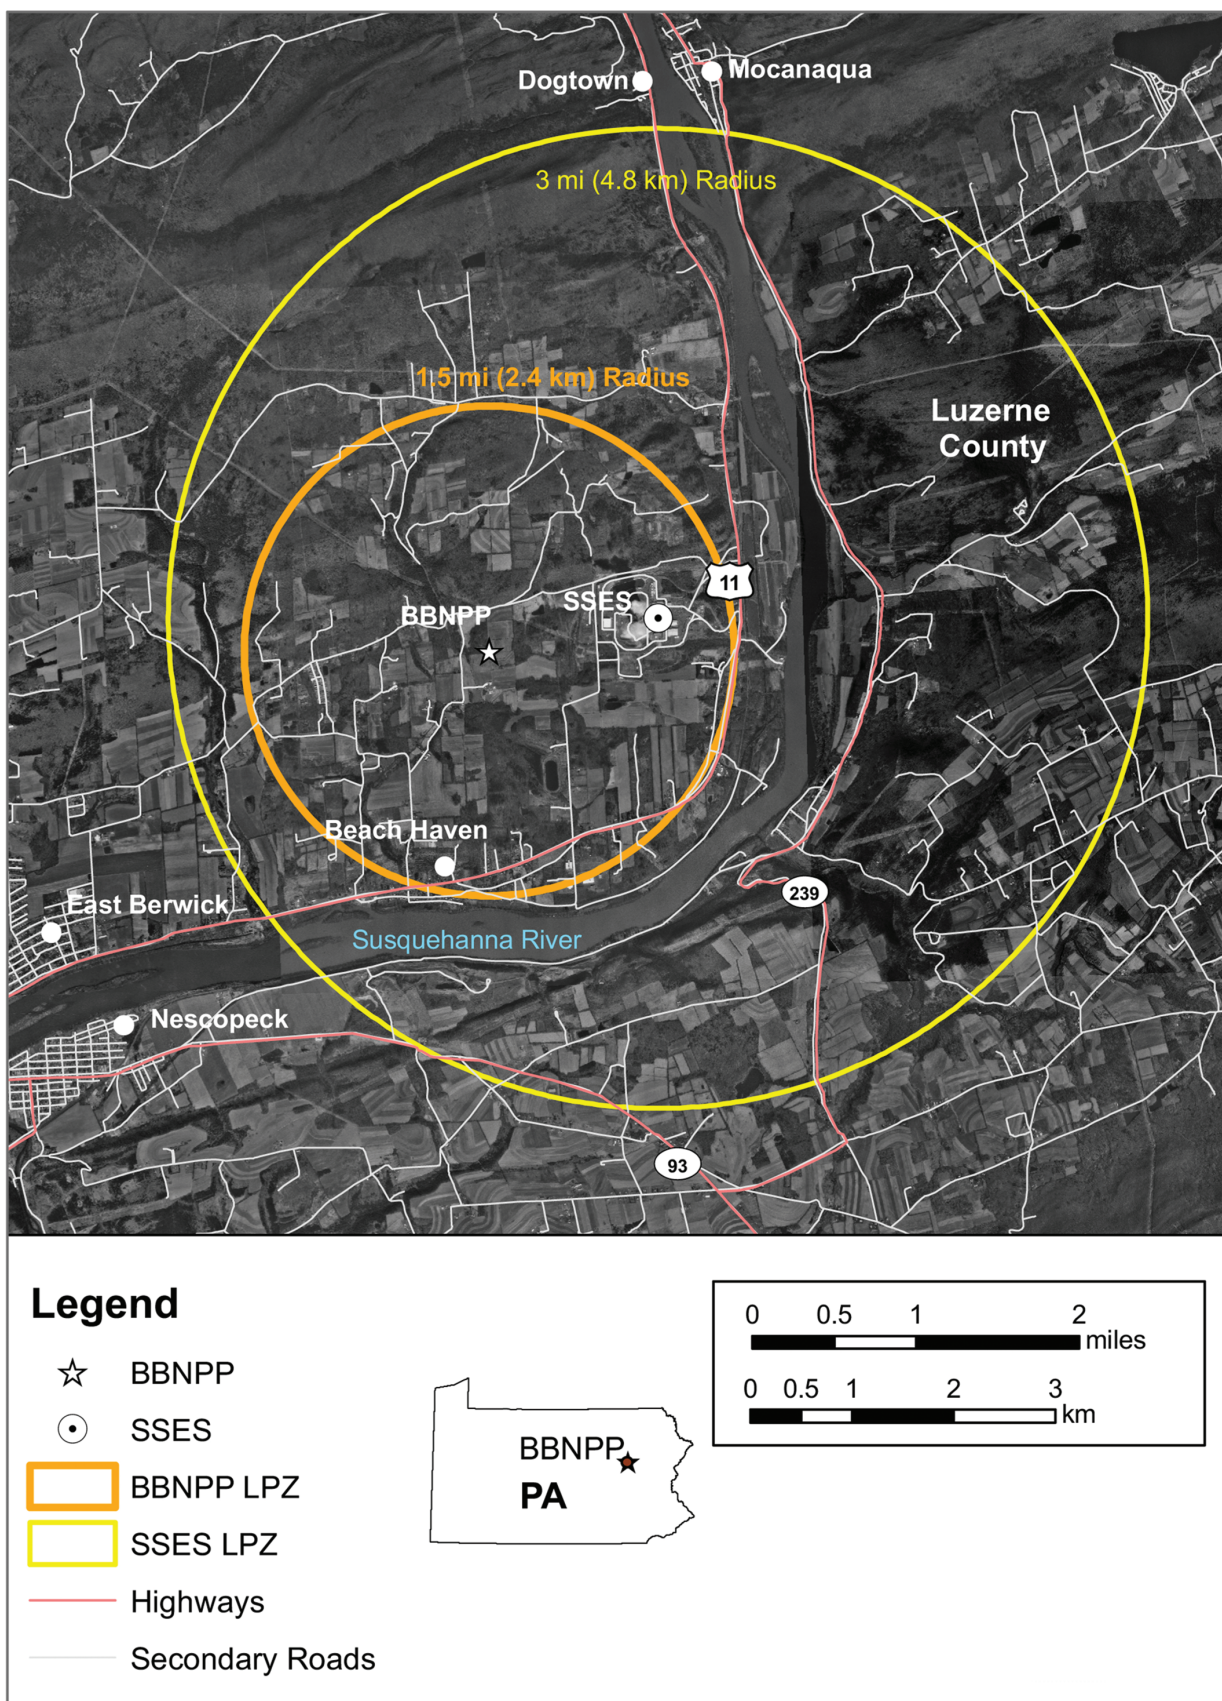 Dogtown
Mocanaqua
3 mi (4.8 km) Radius
1.5 mi (2.4 km) Radius
Luzerne
County
11
SSES
BBNPP
Beach Haven
239
East Berwick
Susquehanna River
Nescopeck
93
Legend
BBNPP
SSES
BBNPP LPZ
SSES LPZ
Highways
Secondary Roads
BBNPP
PA
0 0.5 1 2
miles
0 0.5 1 2 3
km